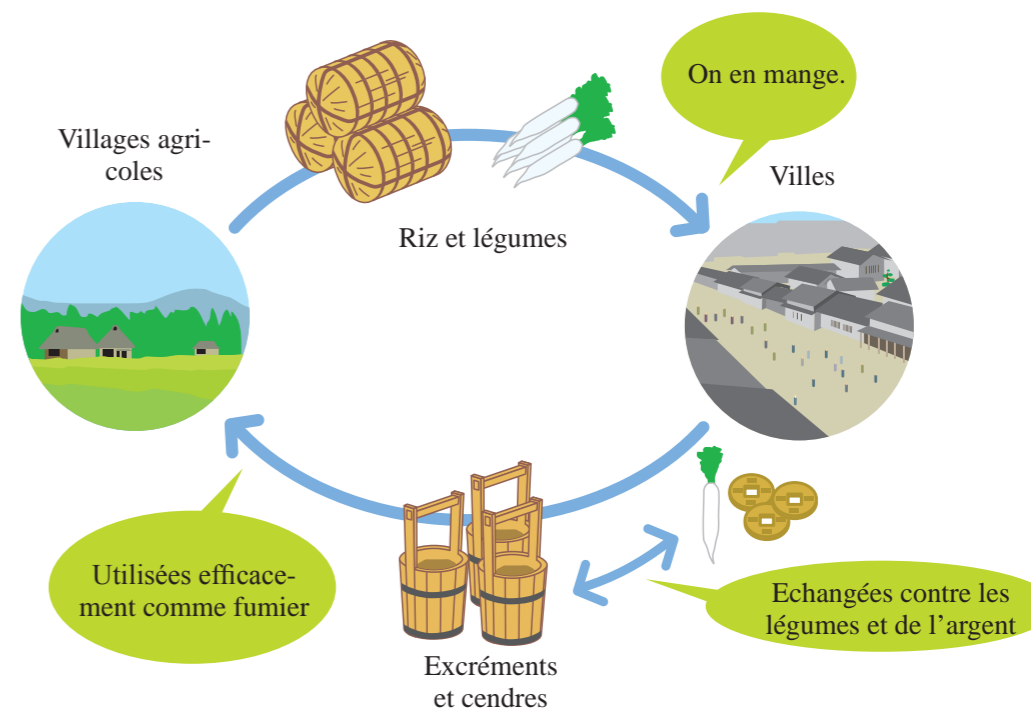 On en mange.
Villages agri-
coles
Villes
Riz et légumes
Utilisées efficace-
ment comme fumier
Echangées contre les
légumes et de l’argent
Excréments
et cendres